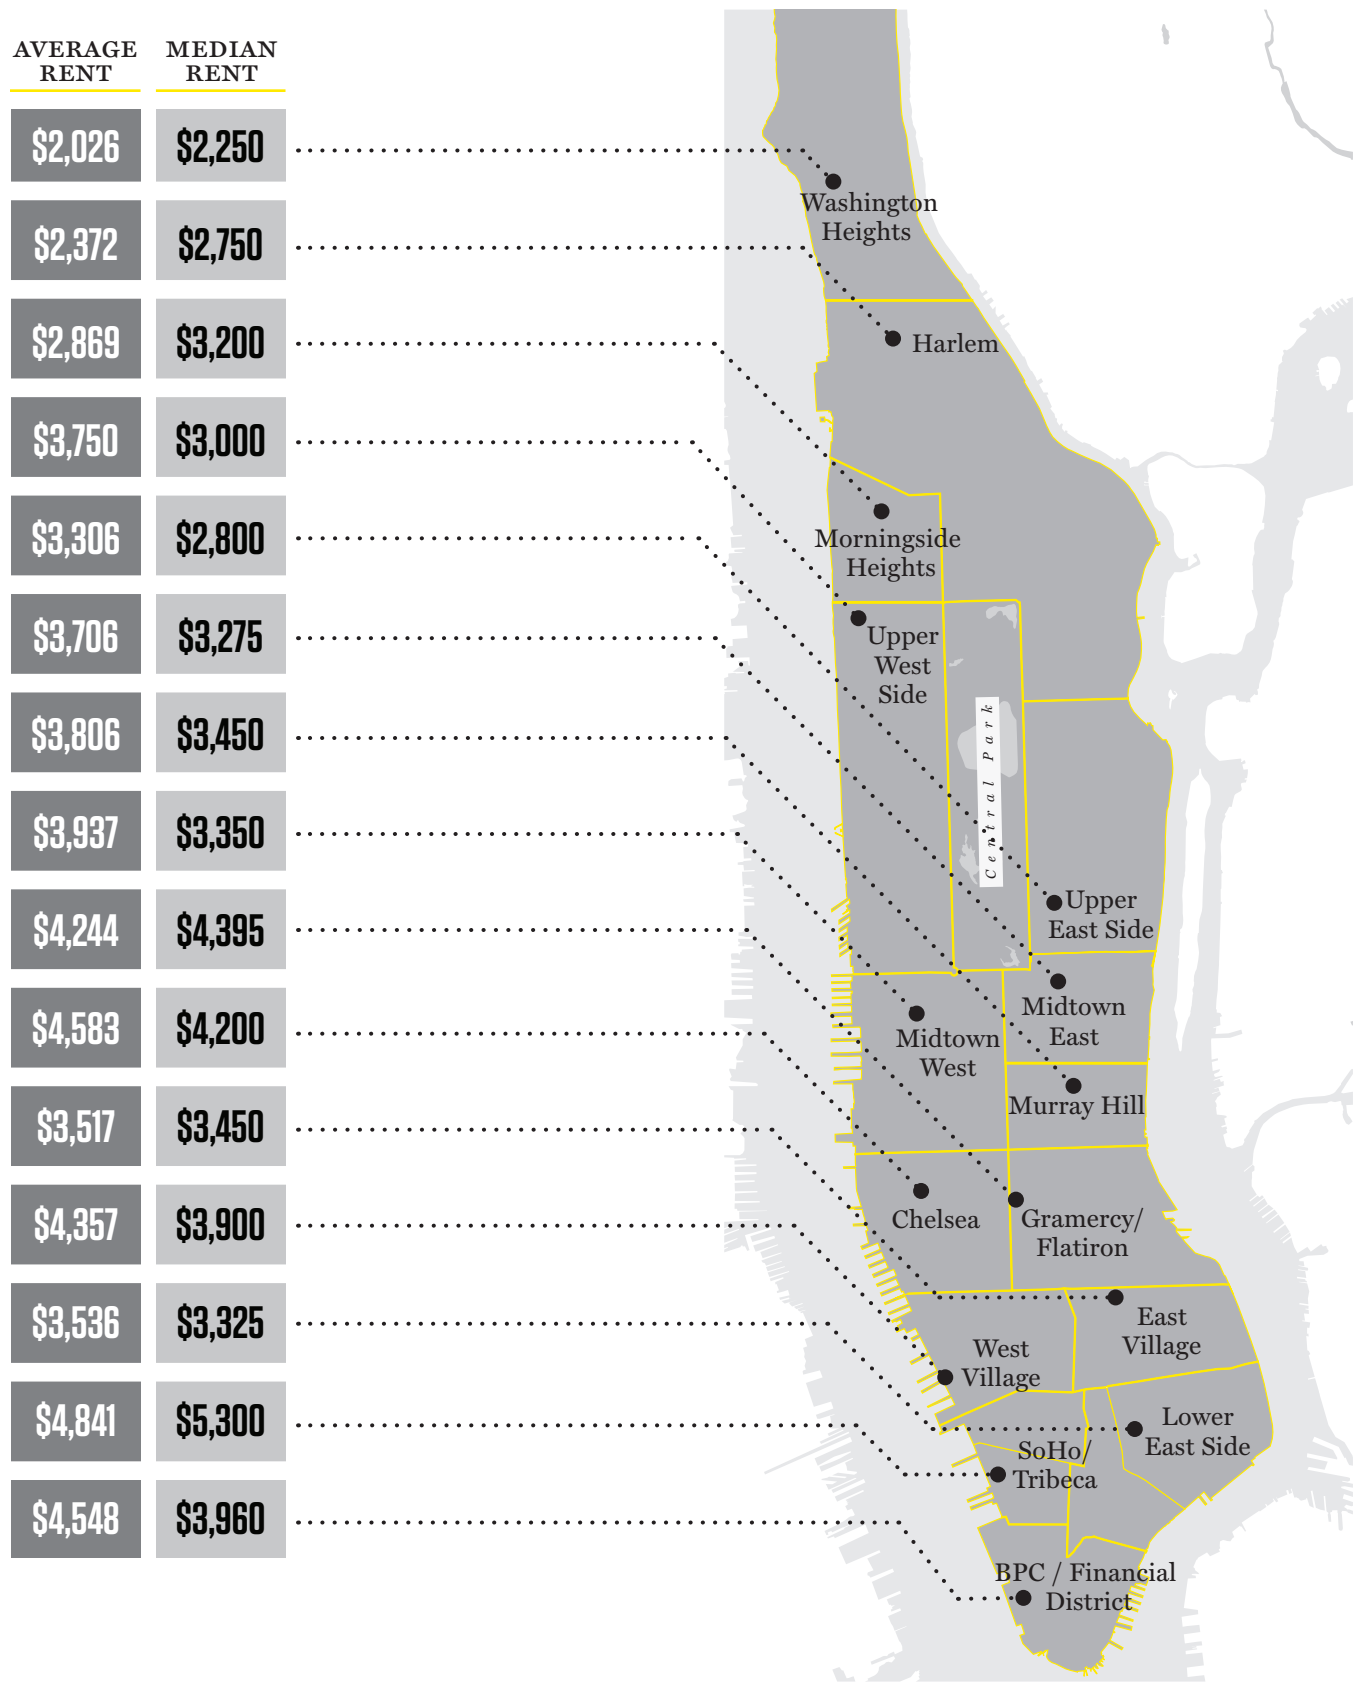 AVERAGE
RENT
MEDIAN
RENT
$2,026 $2,250
$2,372 $2,750
$2,869 $3,200
$3,750 $3,000
$3,306 $2,800
$3,706 $3,275
$3,806 $3,450
$3,937 $3,350
$4,244 $4,395
$4,583 $4,200
$3,517 $3,450
$4,357 $3,900
$3,536 $3,325
$4,841 $5,300
$4,548 $3,960
Washington
Heights
Harlem
Morningside
Heights
Upper
West
Side
Central Park
Upper
East Side
Midtown
East
Midtown
West
Murray Hill
Chelsea
Gramercy/
Flatiron
East
Village
West
Village
Lower
East Side
SoHo/
Tribeca
BPC / Financial
District